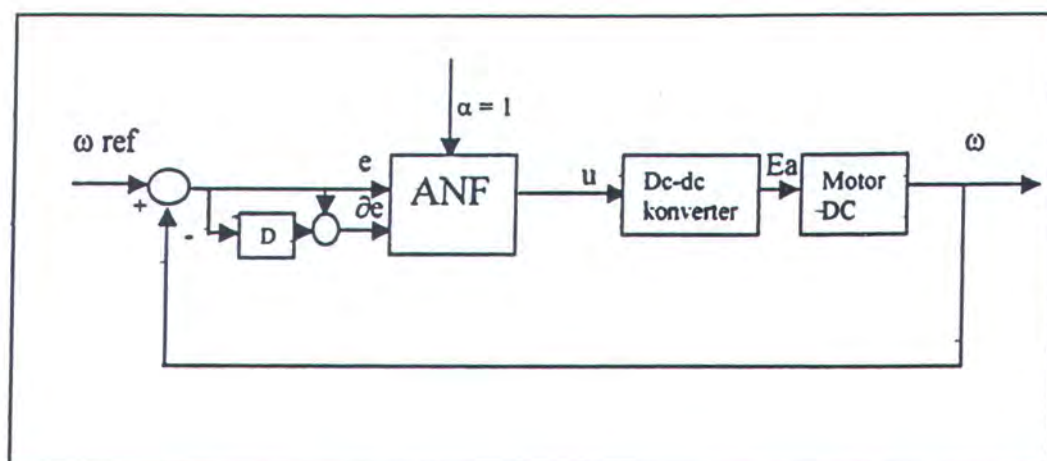 α = 1
ω ref
e
ANF
u
Dc-dc
konverter
Ea
Motor
-DC
ω
+
∂e
-
D